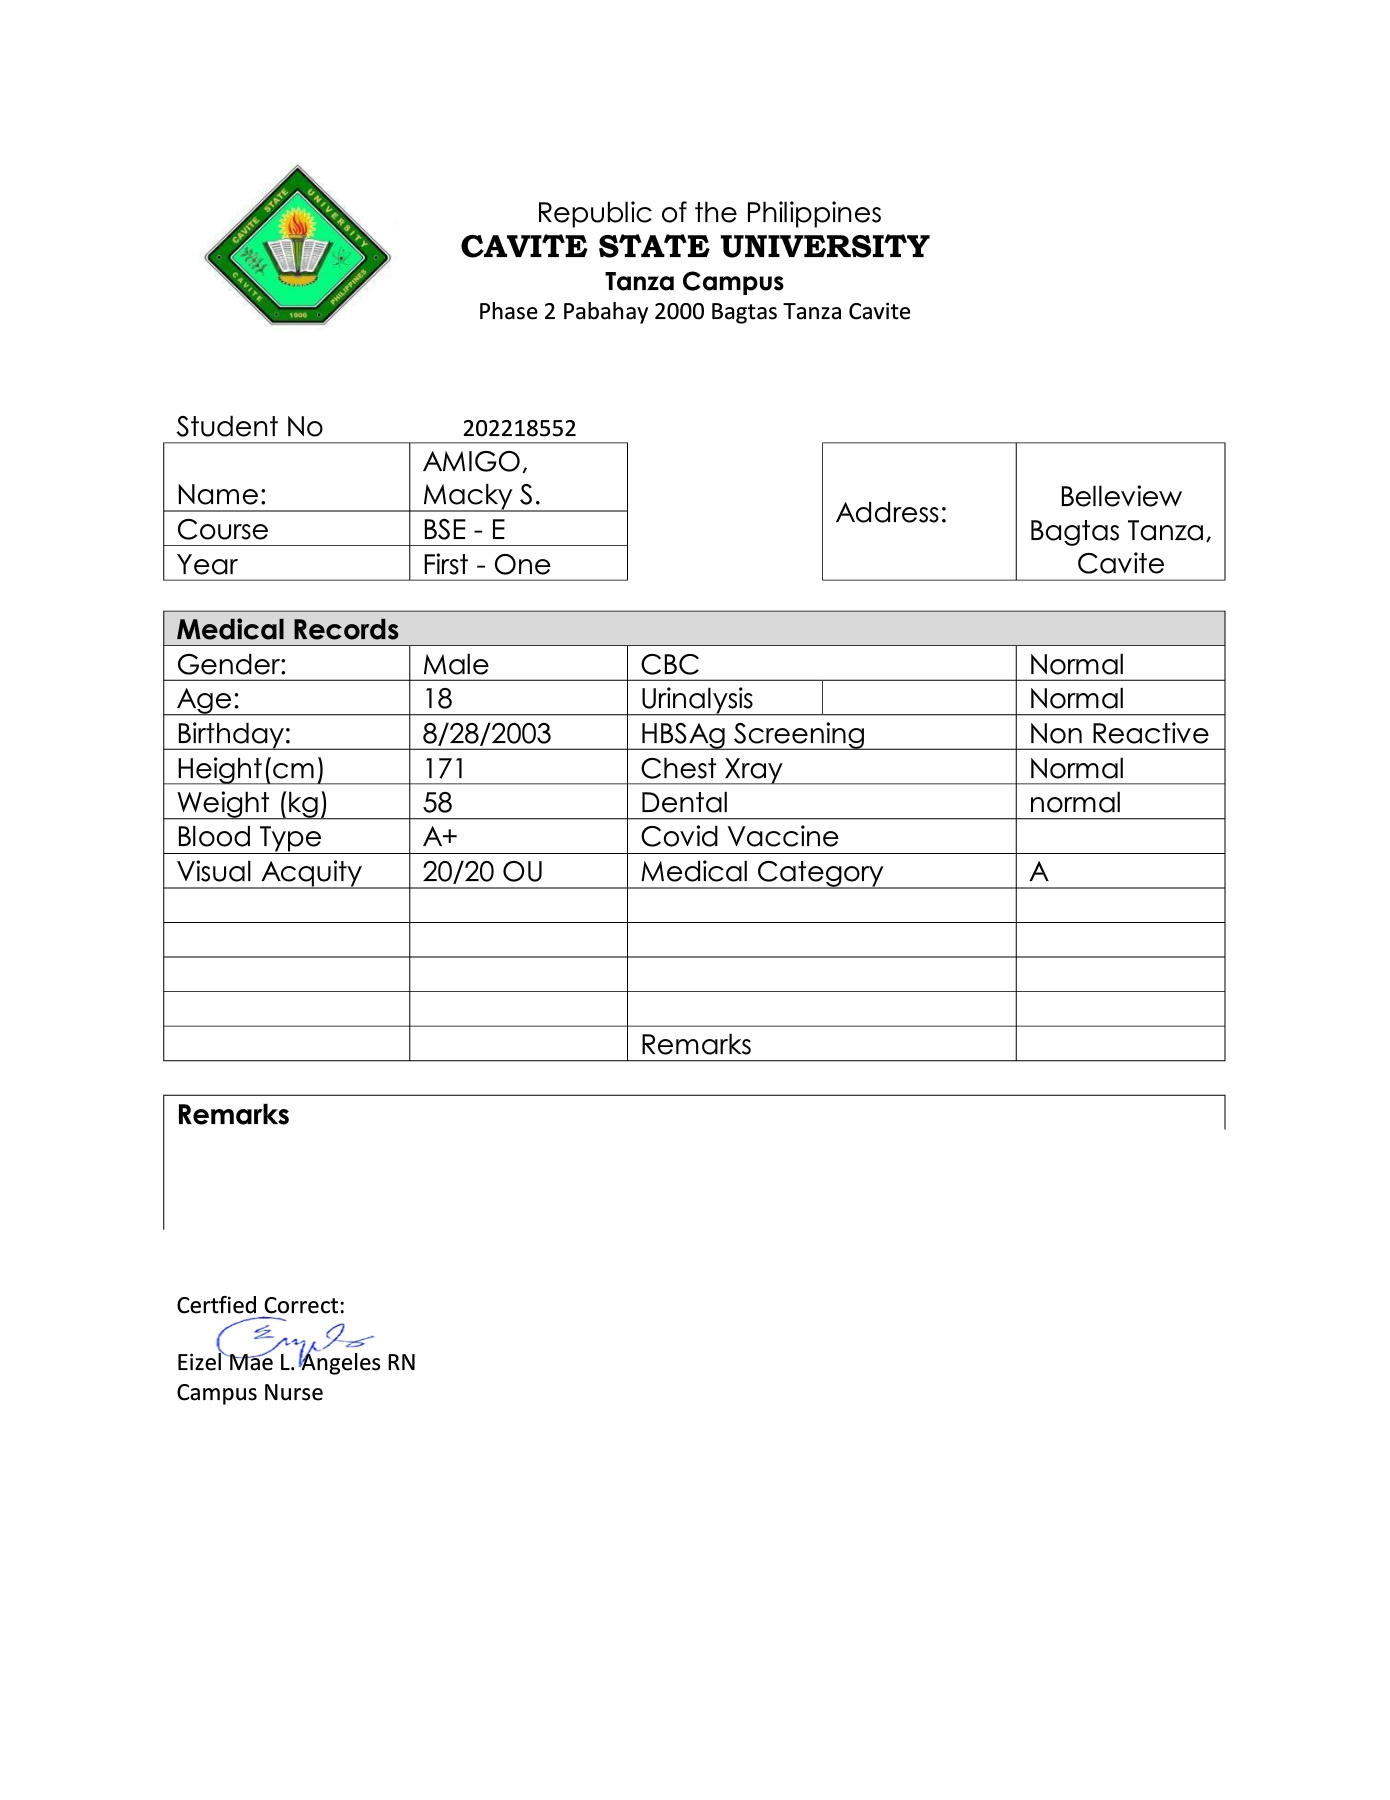 CAVITE STATE UNIVERSITY
CAVITE PHILIPPINES
1906
Republic of the Philippines
CAVITE STATE UNIVERSITY
Tanza Campus
Phase 2 Pabahay 2000 Bagtas Tanza Cavite
Student No 202218552
Name: AMIGO, Macky S.
Course BSE - E
Year First - One
Address:
Belleview
Bagtas Tanza,
Cavite
Medical Records
Gender: Male CBC Normal
Age: 18 Urinalysis Normal
Birthday: 8/28/2003 HBSAg Screening Non Reactive
Height(cm) 171 Chest Xray Normal
Weight (kg) 58 Dental normal
Blood Type A+ Covid Vaccine
Visual Acquity 20/20 OU Medical Category A
Remarks
Remarks
Certfied Correct:
Eizel Mae L. Angeles RN
Campus Nurse